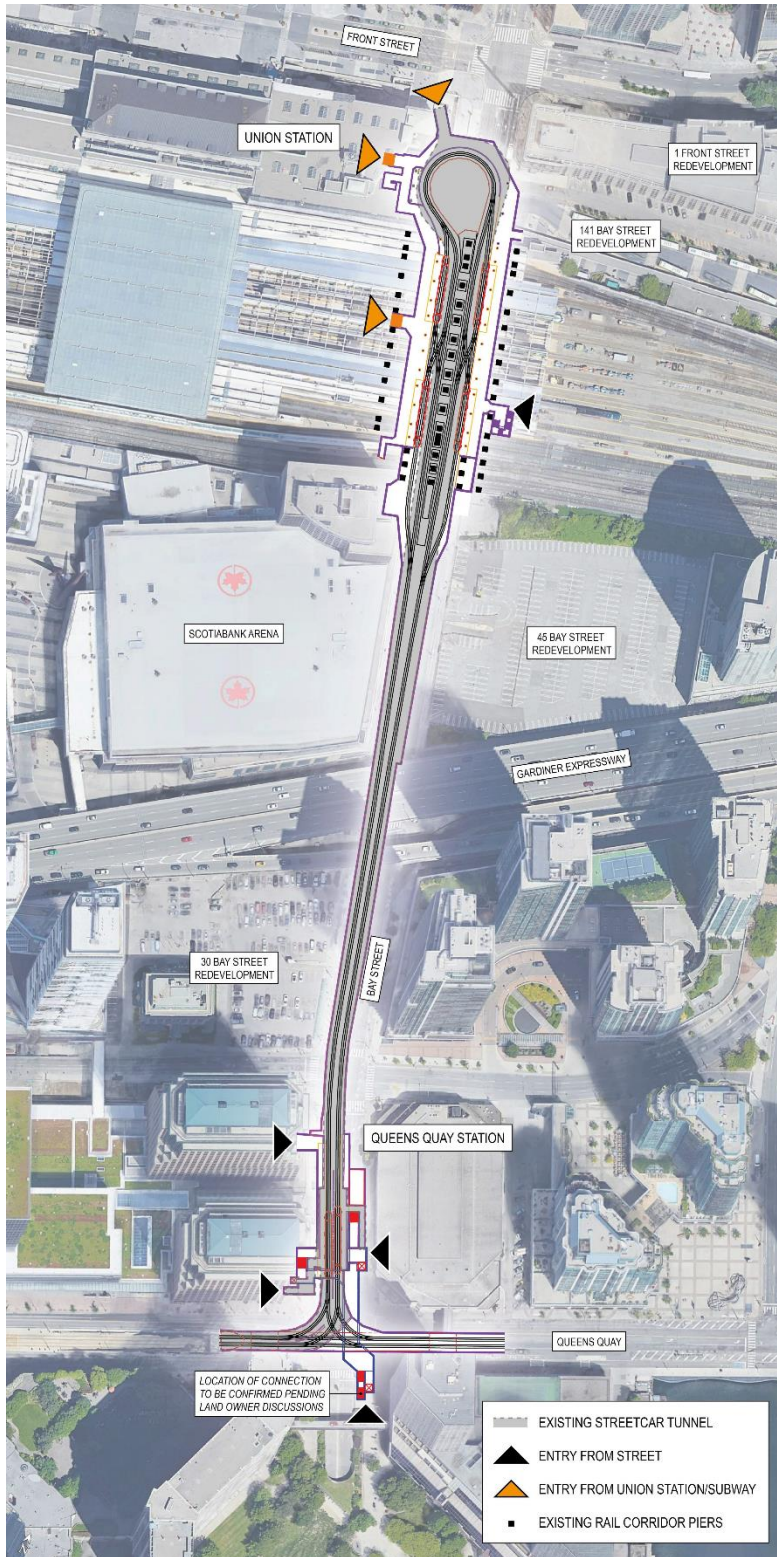 FRONT STREET
UNION STATION
1 FRONT STREET
REDEVELOPMENT
141 BAY STREET
REDEVELOPMENT
SCOTIABANK ARENA
45 BAY STREET
REDEVELOPMENT
GARDINER EXPRESSWAY
30 BAY STREET
REDEVELOPMENT
BAY STREET
QUEENS QUAY STATION
QUEENS QUAY
LOCATION OF CONNECTION
TO BE CONFIRMED PENDING
LAND OWNER DISCUSSIONS
EXISTING STREETCAR TUNNEL
ENTRY FROM STREET
ENTRY FROM UNION STATION/SUBWAY
EXISTING RAIL CORRIDOR PIERS